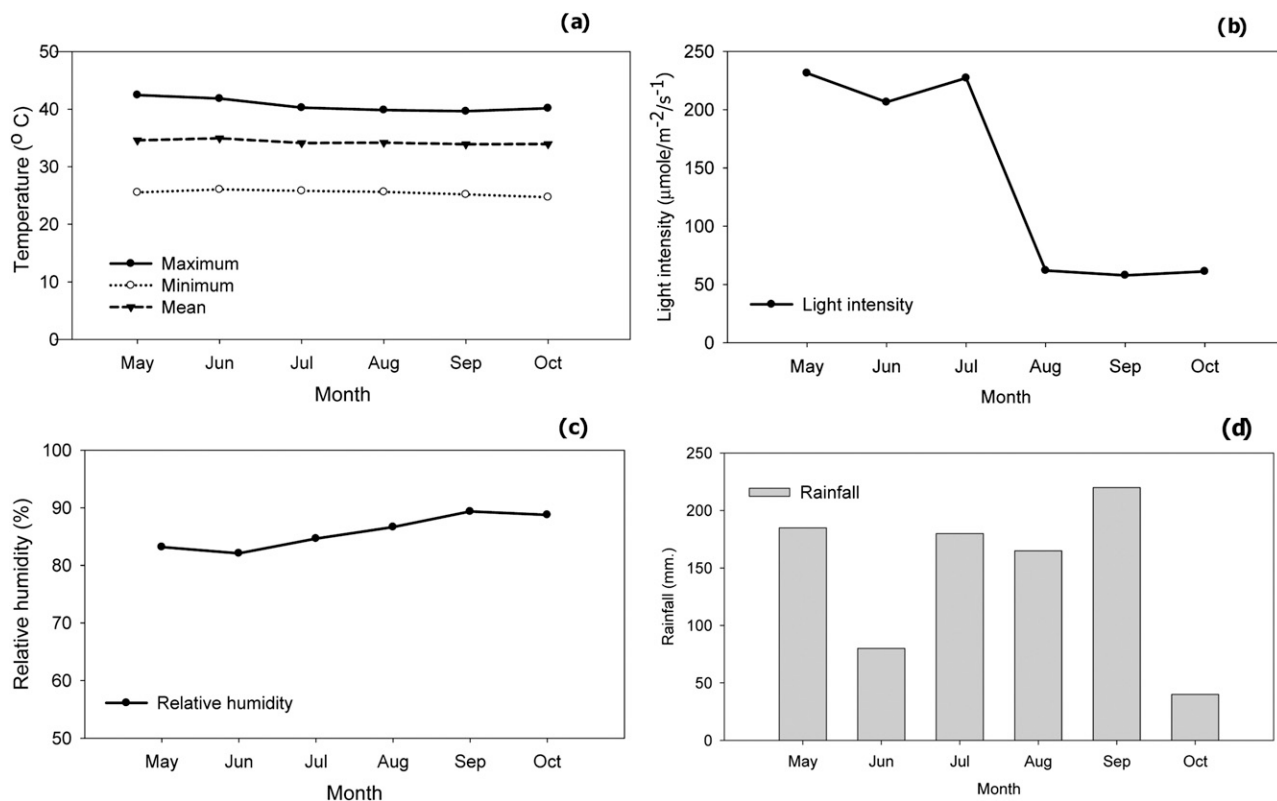 (a)
50
40
30
20
10
0
Temperature (° C)
Maximum
Minimum
Mean
May Jun Jul Aug Sep Oct
Month
(b)
250
200
150
100
50
0
Light intensity (µmole/m⁻²/s⁻¹)
Light intensity
May Jun Jul Aug Sep Oct
Month
(c)
100
90
80
70
60
50
Relative humidity (%)
Relative humidity
May Jun Jul Aug Sep Oct
Month
(d)
250
200
150
100
50
0
Rainfall (mm.)
Rainfall
May Jun Jul Aug Sep Oct
Month